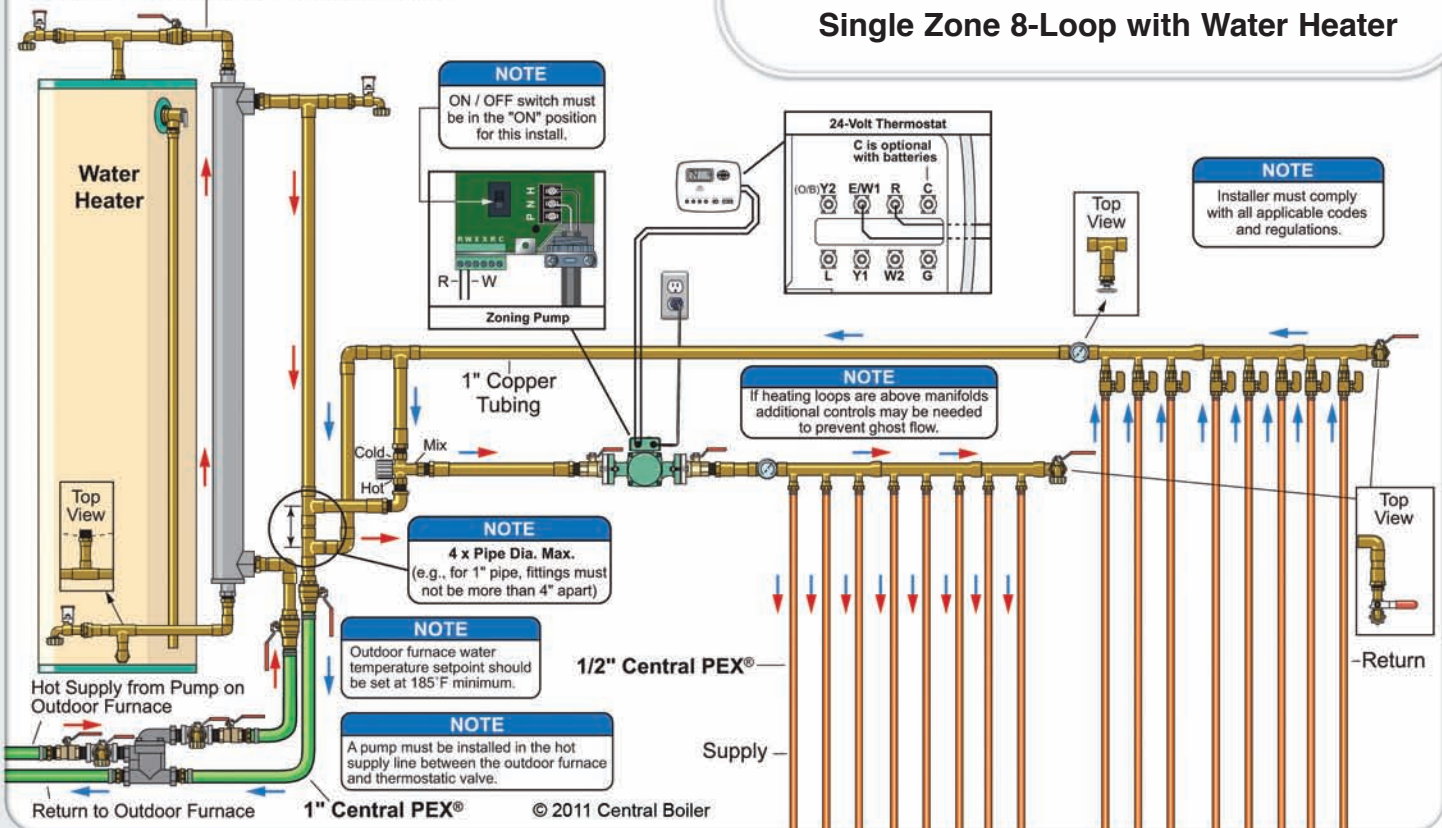 Single Zone 8-Loop with Water Heater
NOTE
ON / OFF switch must
be in the "ON" position
for this install.
24-Volt Thermostat
C is optional
with batteries
(O/B)Y2 E/W1 R C
L Y1 W2 G
NOTE
Installer must comply
with all applicable codes
and regulations.
Top
View
Water
Heater
P N H
R W X X R C
R W
Zoning Pump
1" Copper
Tubing
NOTE
If heating loops are above manifolds
additional controls may be needed
to prevent ghost flow.
Cold
Mix
Hot
Top
View
NOTE
4 x Pipe Dia. Max.
(e.g., for 1" pipe, fittings must
not be more than 4" apart)
Top
View
NOTE
Outdoor furnace water
temperature setpoint should
be set at 185°F minimum.
1/2" Central PEX®
Return
Hot Supply from Pump on
Outdoor Furnace
NOTE
A pump must be installed in the hot
supply line between the outdoor furnace
and thermostatic valve.
Supply
Return to Outdoor Furnace
1" Central PEX®
© 2011 Central Boiler